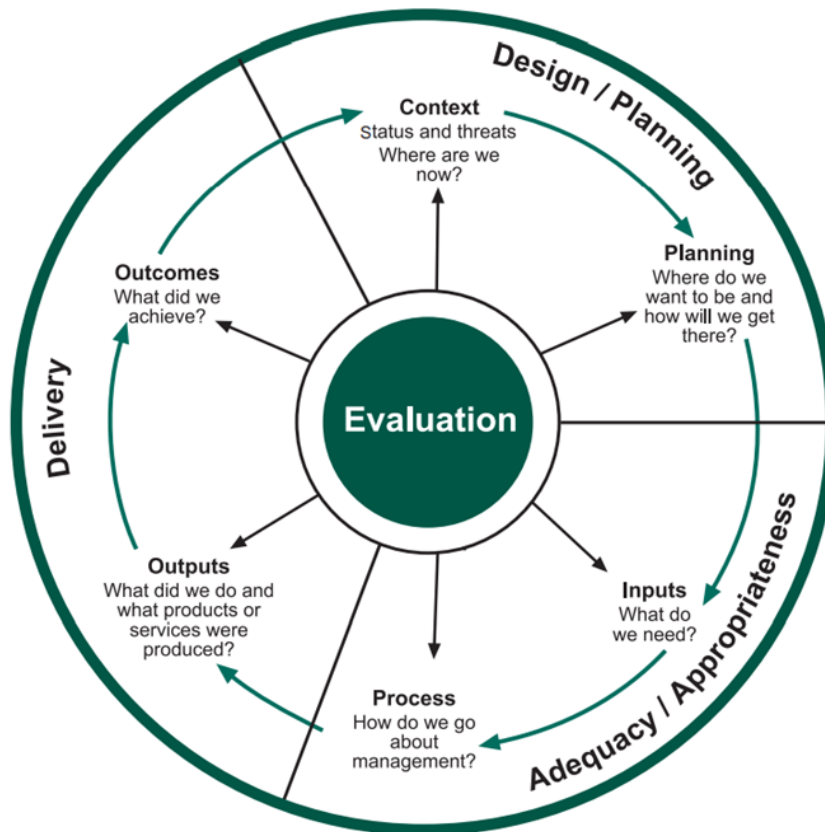 Design / Planning
Context
Status and threats
Where are we
now?
Planning
Where do we
want to be and
how will we get
there?
Outcomes
What did we
achieve?
Delivery
Evaluation
Outputs
What did we do and
what products or
services were
produced?
Inputs
What do
we need?
Process
How do we go
about
management?
Adequacy / Appropriateness